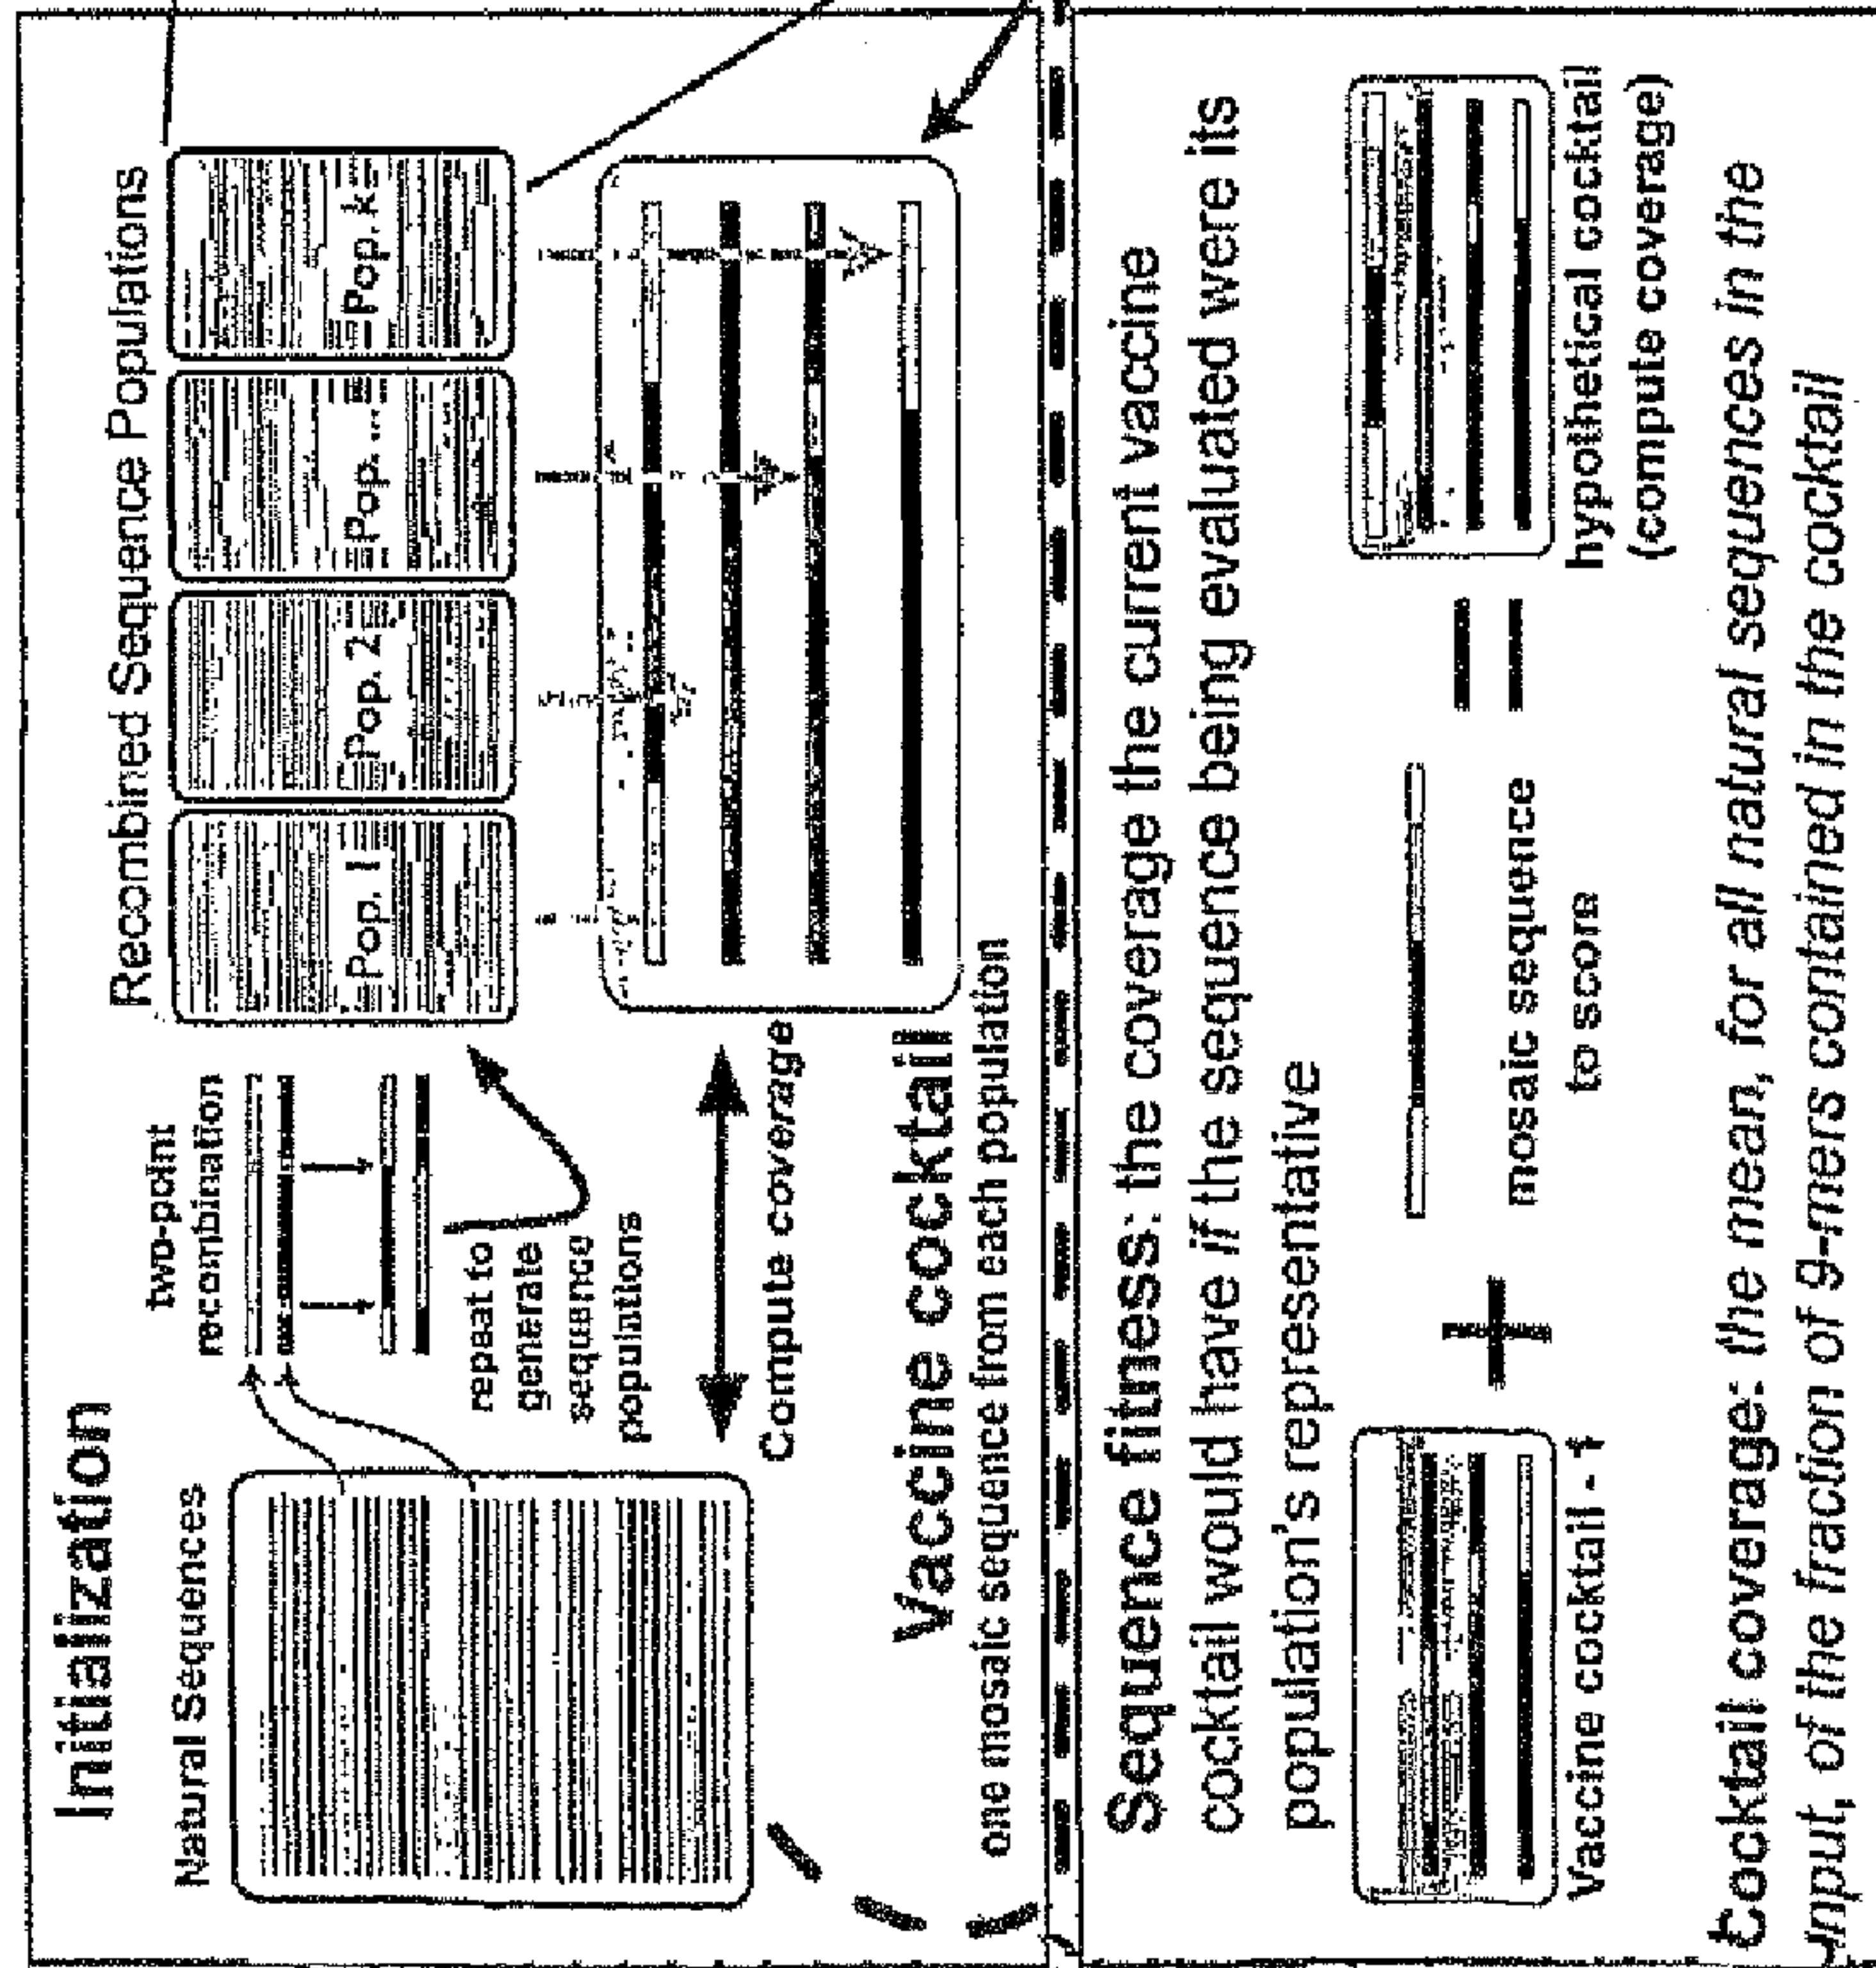 Initialization
Natural Sequences
two-point
recombination
repeat to
generate
sequence
populations
Recombined Sequence Populations
Pop. 1
Pop. 2
Pop. ...
Pop. k
Compute coverage
Vaccine cocktail
one mosaic sequence from each population
Sequence fitness: the coverage the current vaccine
cocktail would have if the sequence being evaluated were its
population's representative
Vaccine cocktail - 1
+
mosaic sequence
to score
=
hypothetical cocktail
(compute coverage)
Cocktail coverage: the mean, for all natural sequences in the
input, of the fraction of 9-mers contained in the cocktail